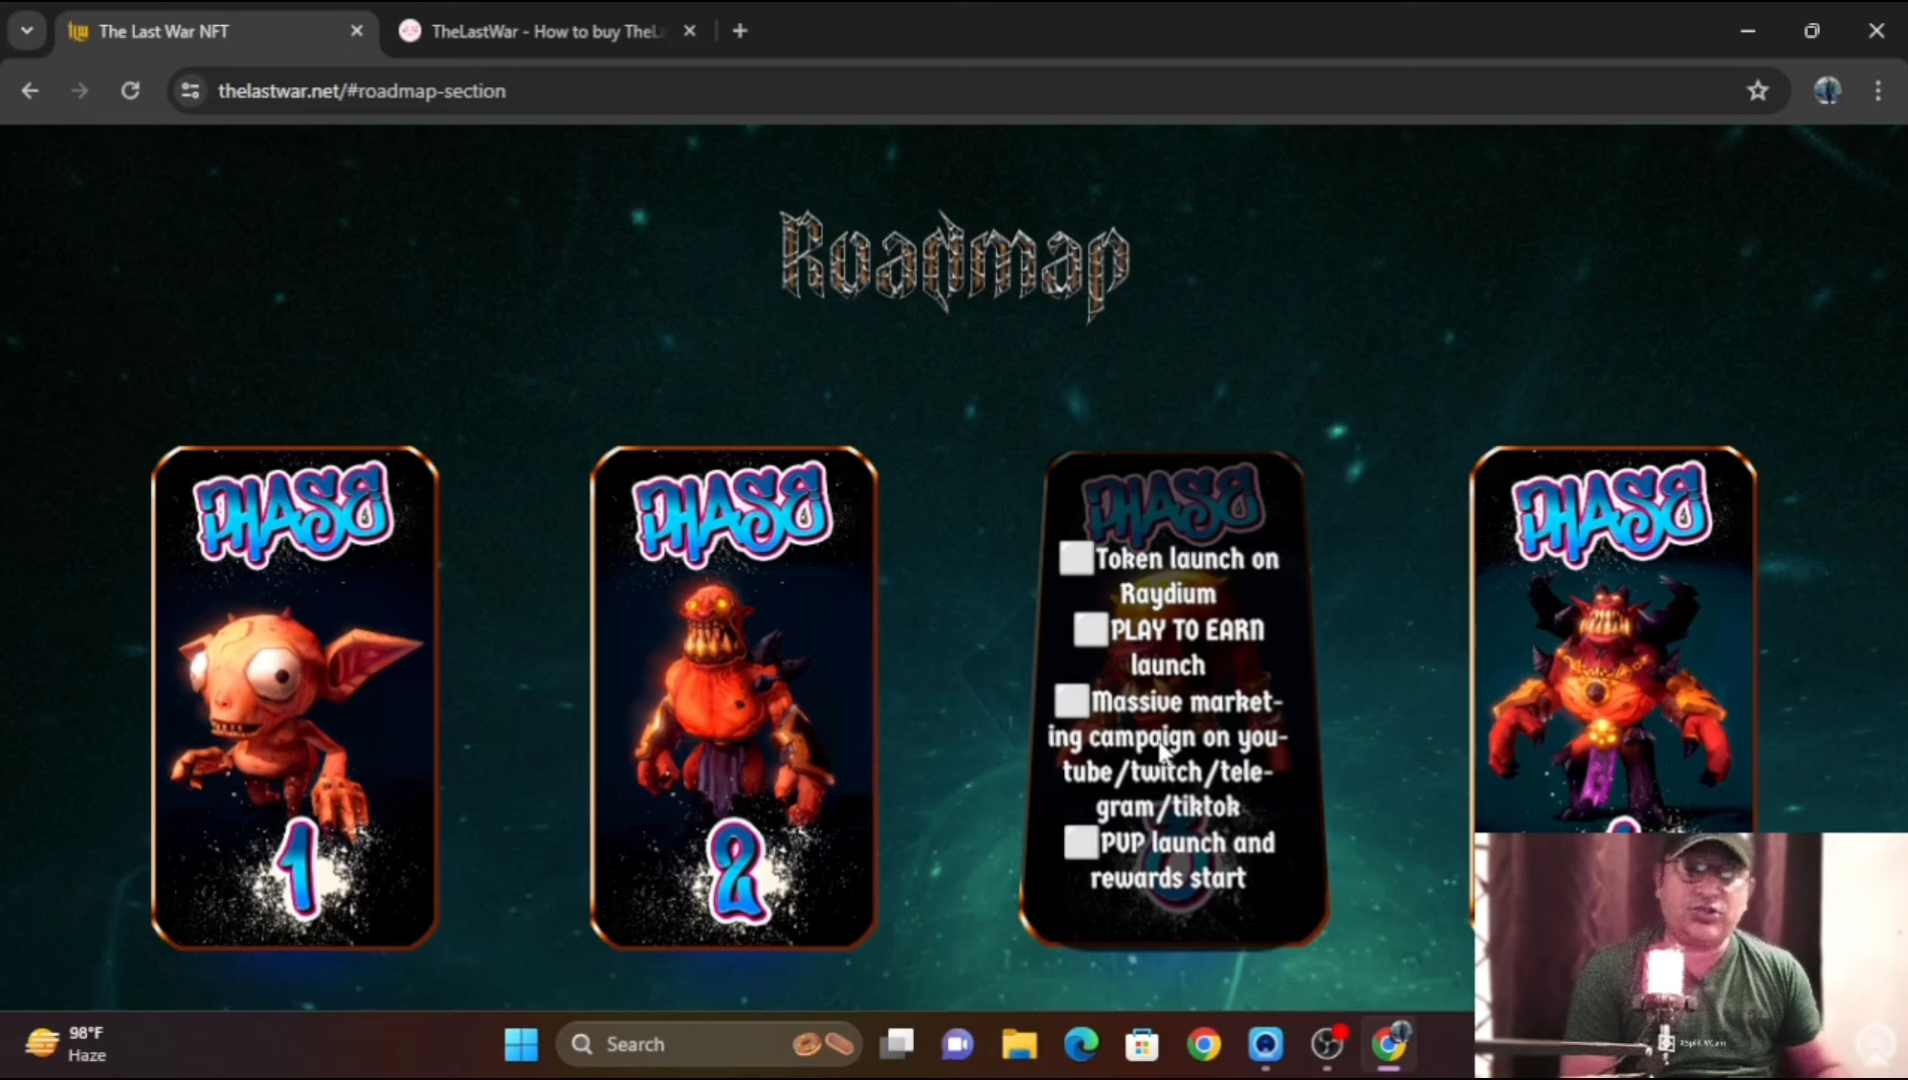 The Last War NFT
TheLastWar - How to buy TheL
thelastwar.net/#roadmap-section
Roadmap
PHASE
1
PHASE
2
PHASE
Token launch on
Raydium
PLAY TO EARN
launch
Massive market-
ing campaign on you-
tube/twitch/tele-
gram/tiktok
PVP launch and
rewards start
PHASE
98°F
Haze
Search
XSplit VCam